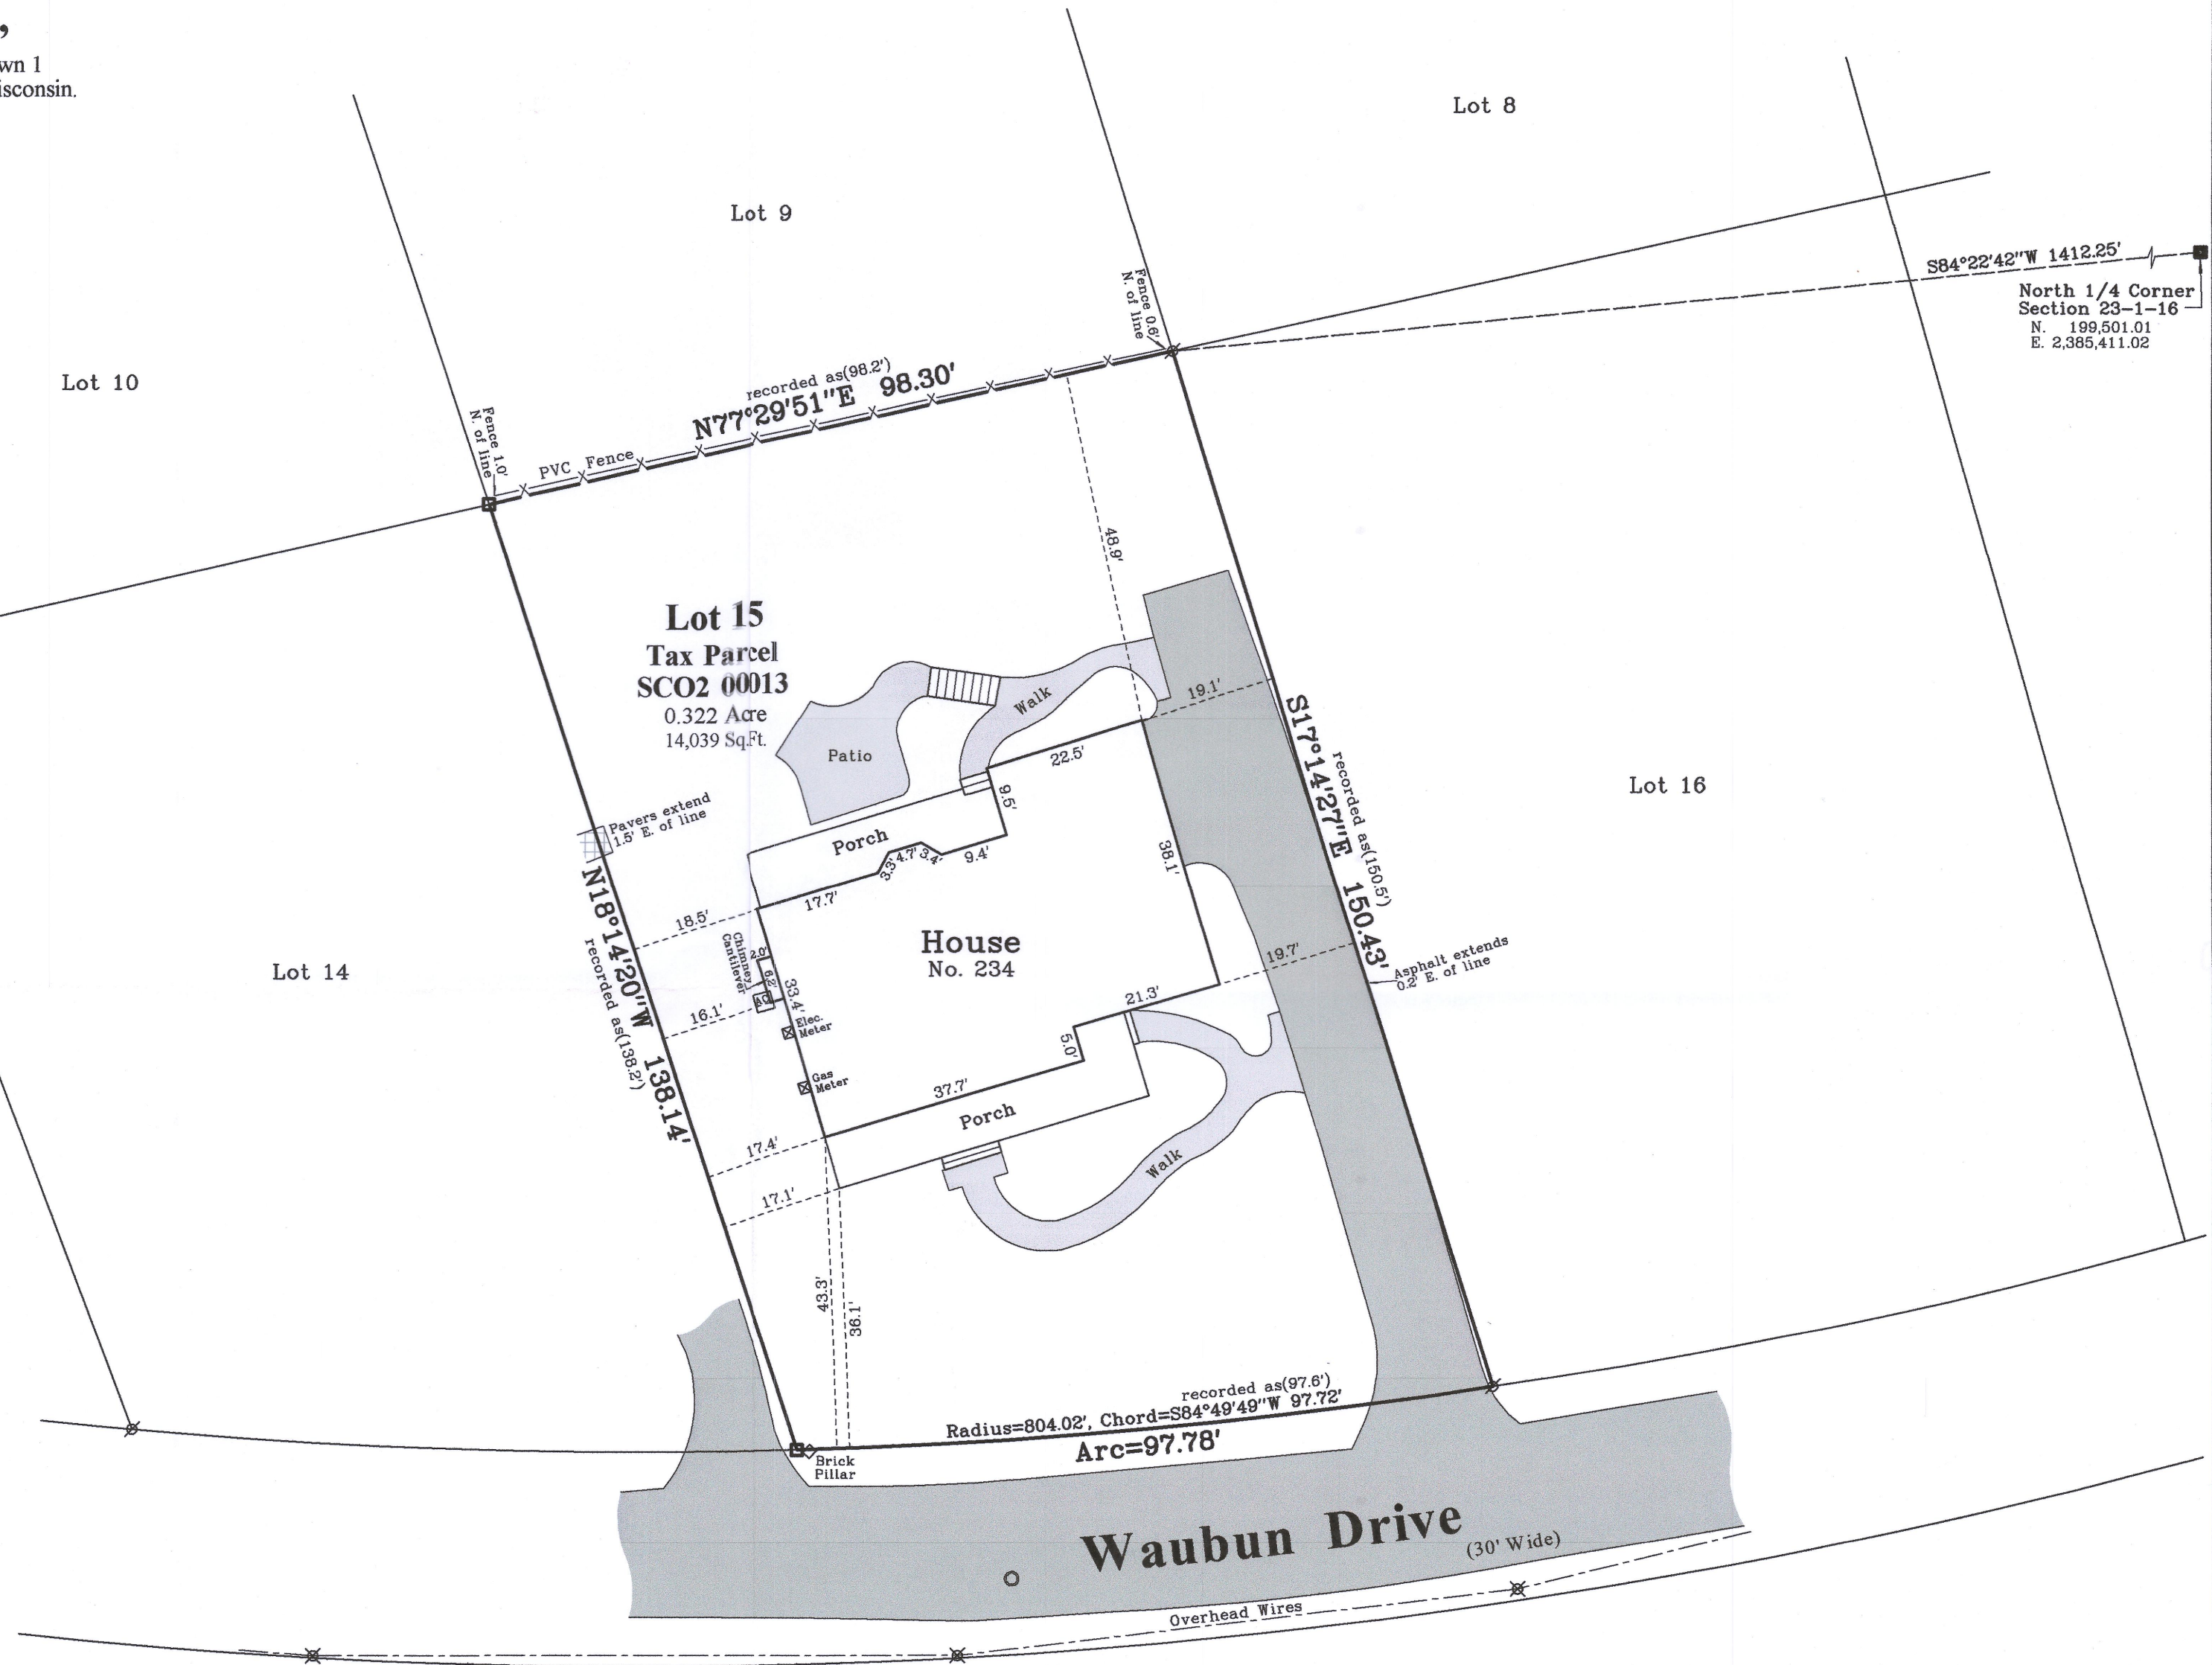 ,
wn 1
isconsin.
Lot 8
Lot 9
Lot 10
S84°22'42"W 1412.25'
North 1/4 Corner
Section 23-1-16
N. 199,501.01
E. 2,385,411.02
Fence 0.6'
N. of line
recorded as(98.2')
N77°29'51"E 98.30'
PVC Fence
Fence 1.0'
N. of line
48.9'
Lot 15
Tax Parcel
SCO2 00013
0.322 Acre
14,039 Sq.Ft.
Walk
19.1'
Patio
22.5'
9.5'
S17°14'27"E 150.43'
recorded as(150.5')
Lot 16
Pavers extend
1.5' E. of line
Porch
3.3'
4.7'
3.4'
9.4'
38.1'
17.7'
18.5'
N18°14'20"W 138.14'
recorded as(138.2')
Lot 14
House
No. 234
Chimney
Cantilever
6.2'
AC
33.4'
16.1'
Elec.
Meter
Gas
Meter
19.7'
Asphalt extends
0.2' E. of line
21.3'
5.0'
37.7'
Porch
17.4'
17.1'
Walk
43.3'
36.1'
recorded as(97.6')
Radius=804.02', Chord=S84°49'49"W 97.72'
Arc=97.78'
Brick
Pillar
Waubun Drive
(30' Wide)
Overhead Wires